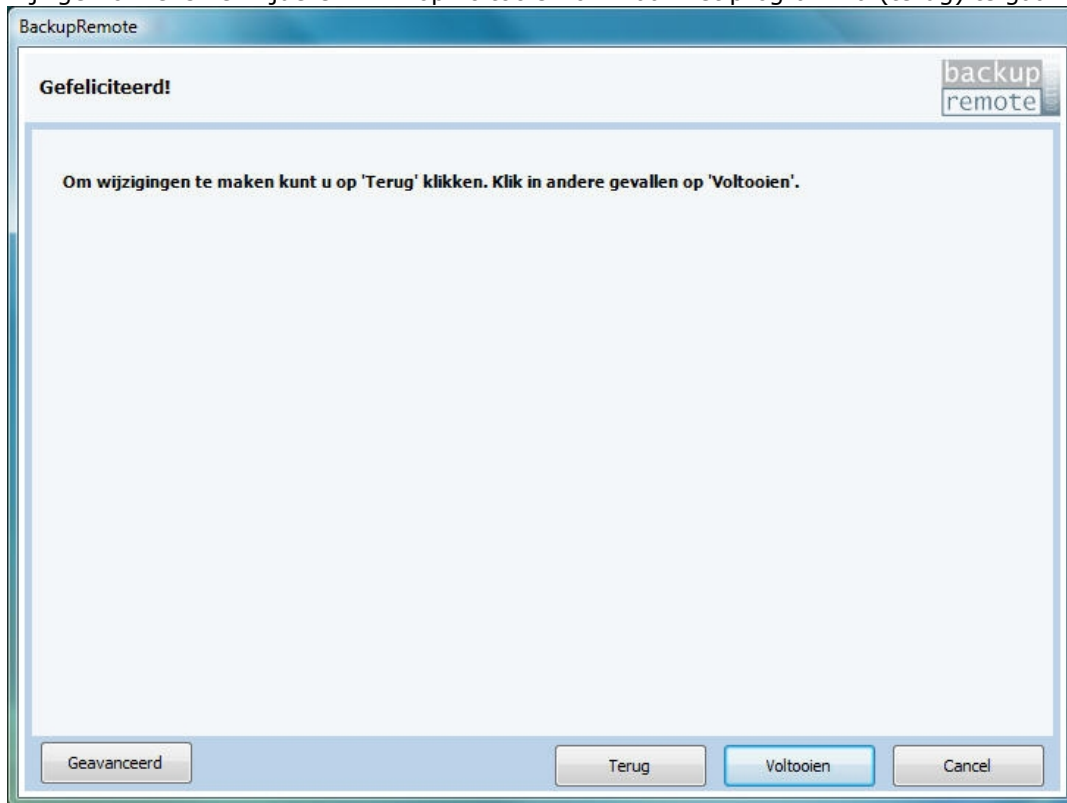 BackupRemote
Gefeliciteerd!
backup
remote
Om wijzigingen te maken kunt u op 'Terug' klikken. Klik in andere gevallen op 'Voltooien'.
Geavanceerd
Terug
Voltooien
Cancel